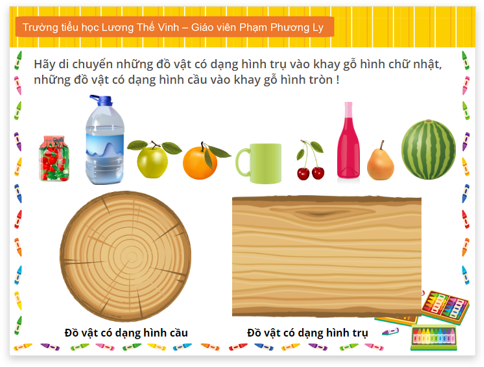 Trường tiểu học Lương Thế Vinh – Giáo viên Phạm Phương Ly
Hãy di chuyển những đồ vật có dạng hình trụ vào khay gỗ hình chữ nhật,
những đồ vật có dạng hình cầu vào khay gỗ hình tròn !
Đồ vật có dạng hình cầu
Đồ vật có dạng hình trụ